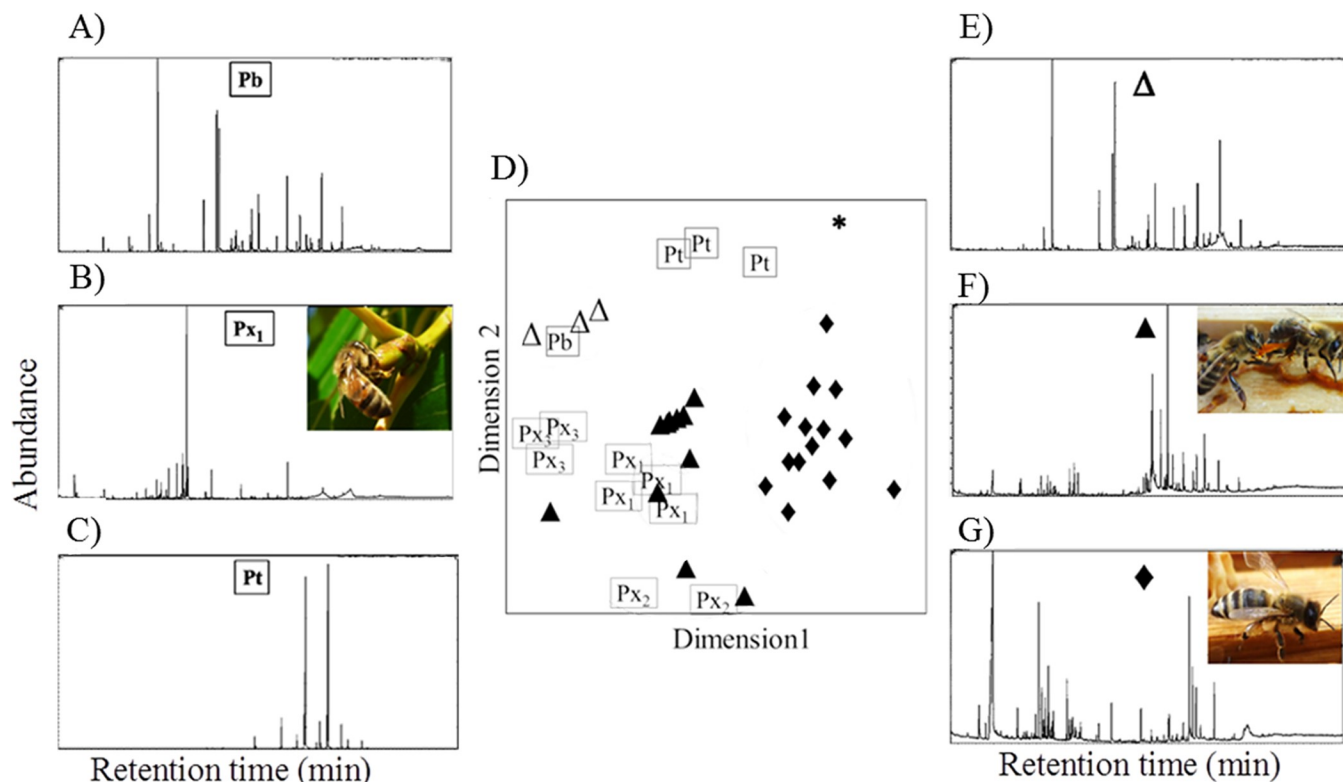 A)
Pb
B)
Px₁
C)
Pt
Abundance
Retention time (min)
D)
*
Pt
Pt
Pt
Δ
Δ
Δ
Pb
Px₃
Px₃
Px₃
Px₁
Px₁
Px₁
Px₁
Px₂
Px₂
Dimension 2
Dimension1
E)
Δ
F)
▲
G)
♦
Retention time (min)